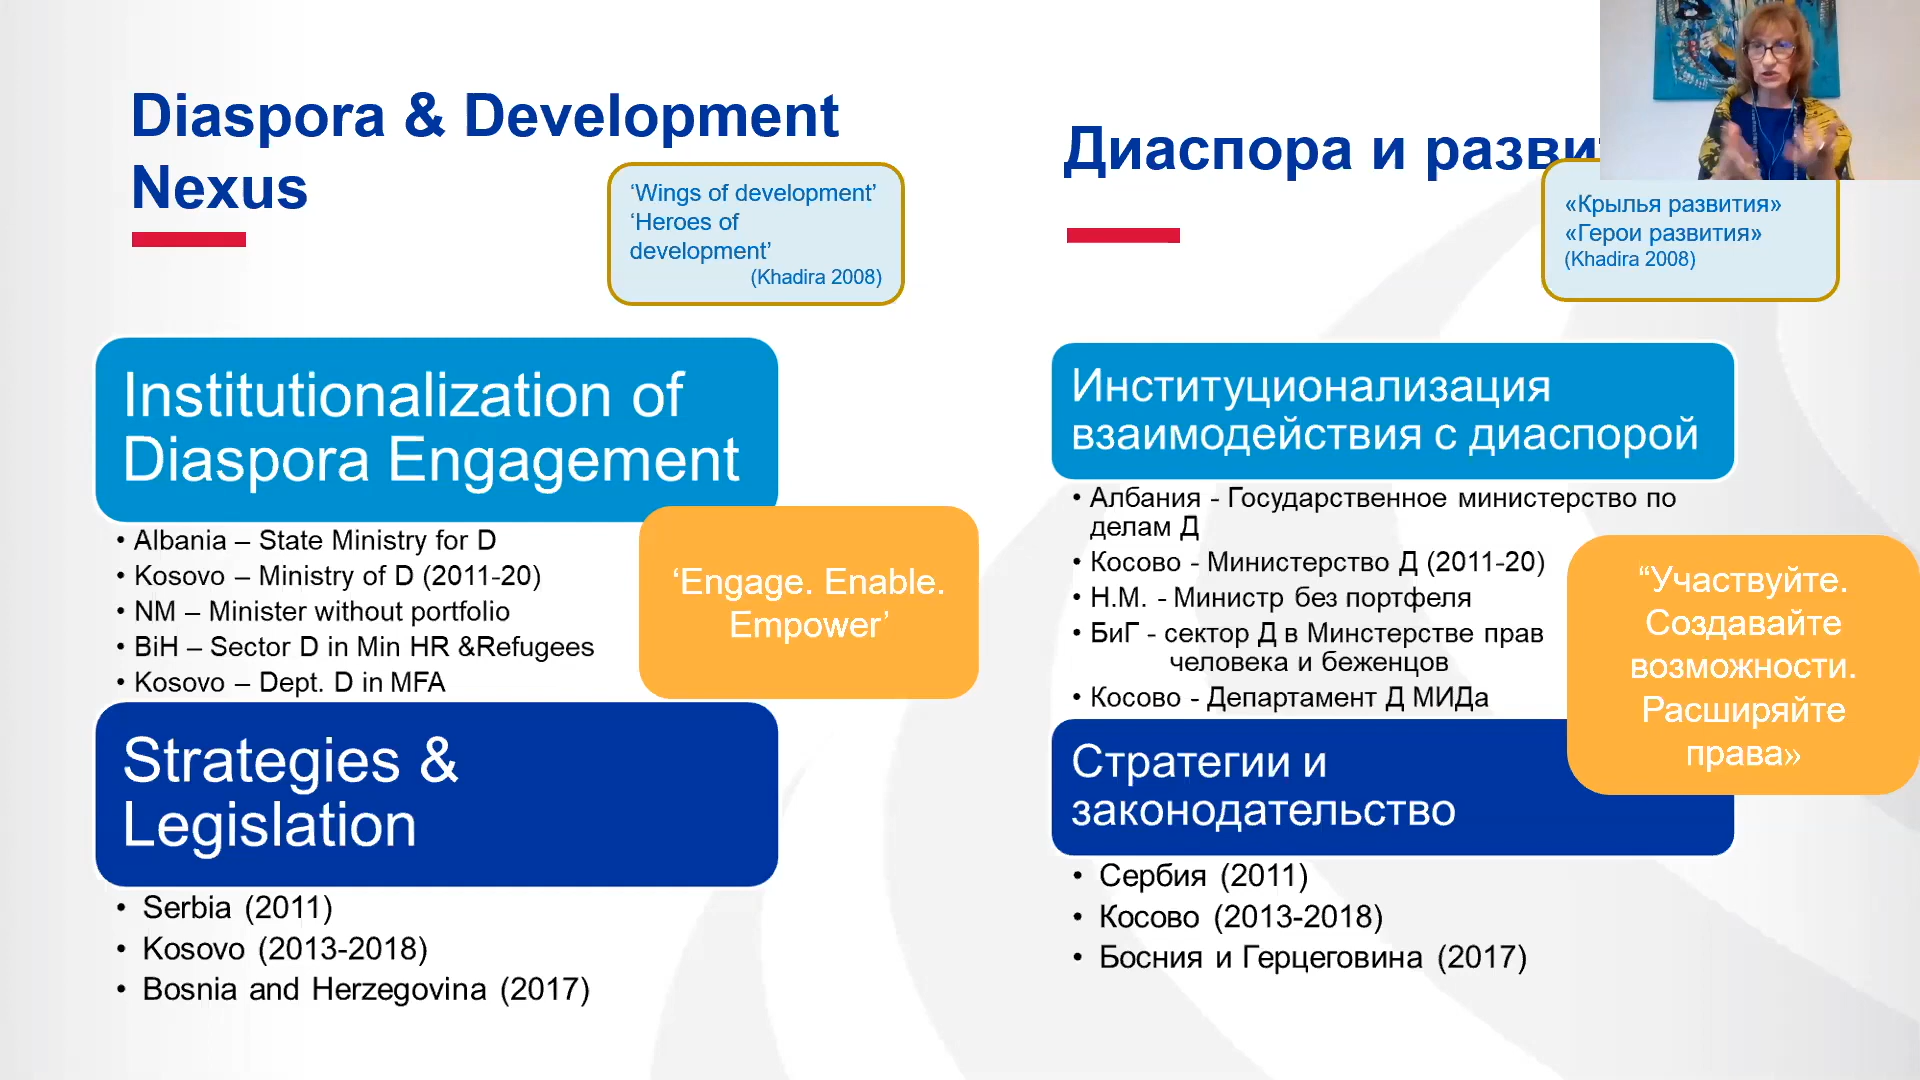 Diaspora & Development
Nexus
‘Wings of development’
‘Heroes of
development’
(Khadira 2008)
Institutionalization of
Diaspora Engagement
• Albania – State Ministry for D
• Kosovo – Ministry of D (2011-20)
• NM – Minister without portfolio
• BiH – Sector D in Min HR &Refugees
• Kosovo – Dept. D in MFA
‘Engage. Enable.
Empower’
Strategies &
Legislation
• Serbia (2011)
• Kosovo (2013-2018)
• Bosnia and Herzegovina (2017)
Диаспора и
«Крылья развития»
«Герои развития»
(Khadira 2008)
Институционализация
взаимодействия с диаспорой
• Албания - Государственное министерство по
делам Д
• Косово - Министерство Д (2011-20)
• Н.М. - Министр без портфеля
• БиГ - сектор Д в Минстерстве прав
человека и беженцов
• Косово - Департамент Д МИДа
“Участвуйте.
Создавайте
возможности.
Расширяйте
права»
Стратегии и
законодательство
• Сербия (2011)
• Косово (2013-2018)
• Босния и Герцеговина (2017)